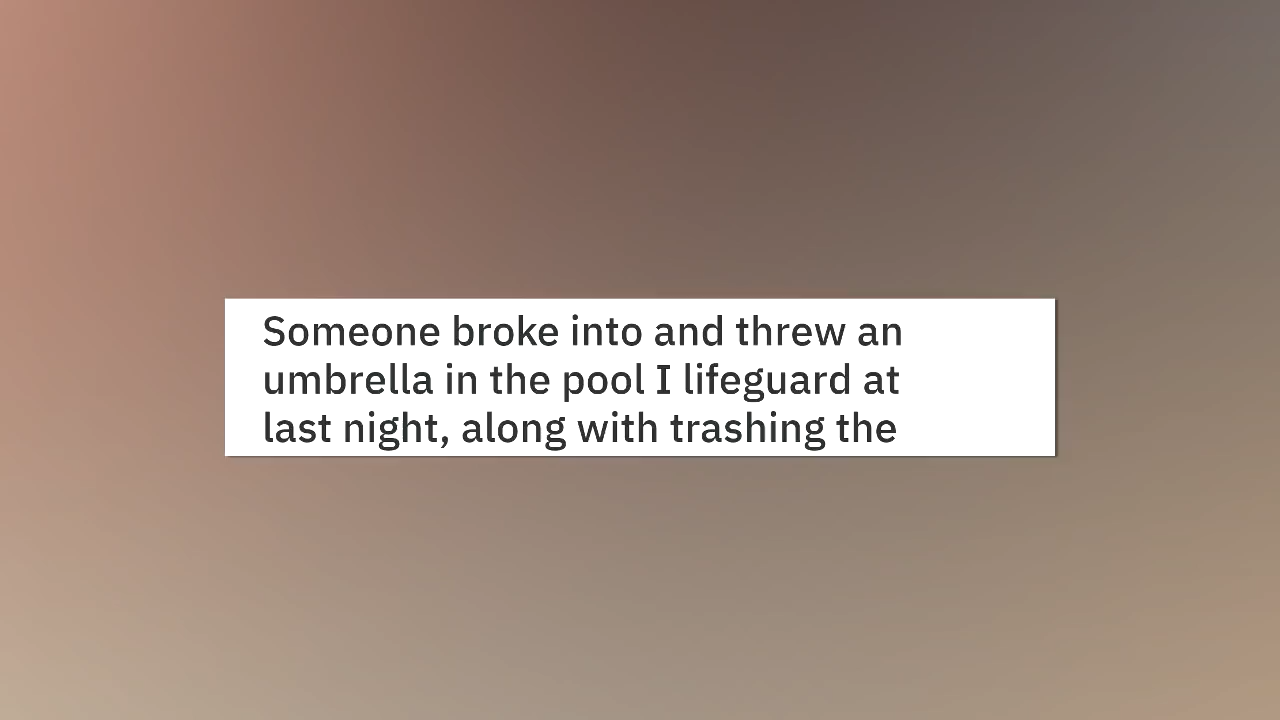 Someone broke into and threw an
umbrella in the pool I lifeguard at
last night, along with trashing the